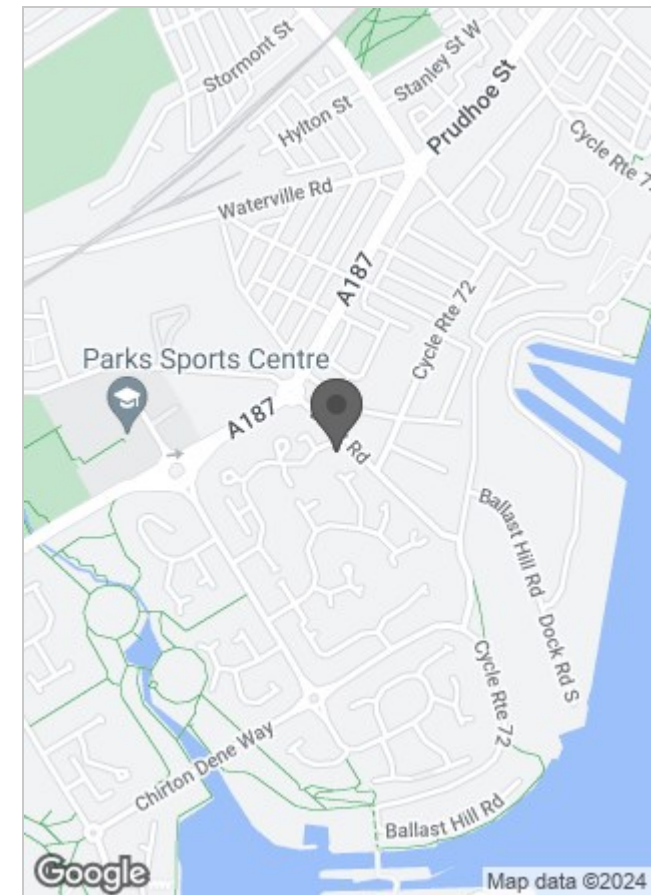 Stormont St
Stanley St W
Hylton St
Prudhoe St
Cycle Rte 7
Waterville Rd
A187
Cycle Rte 72
Parks Sports Centre
A187
Rd
Ballast Hill Rd
Dock Rd S
Cycle Rte 72
Chirton Dene Way
Ballast Hill Rd
Google
Map data ©2024